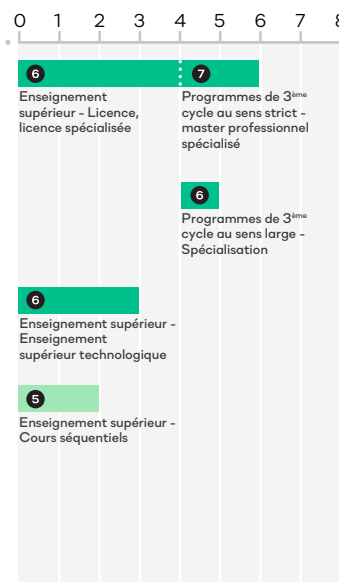 0 1 2 3 4 5 6 7 8
6
7
Enseignement
supérieur - Licence,
licence spécialisée
Programmes de 3ème
cycle au sens strict -
master professionnel
spécialisé
6
Programmes de 3ème
cycle au sens large -
Spécialisation
6
Enseignement supérieur -
Enseignement
supérieur technologique
5
Enseignement supérieur -
Cours séquentiels